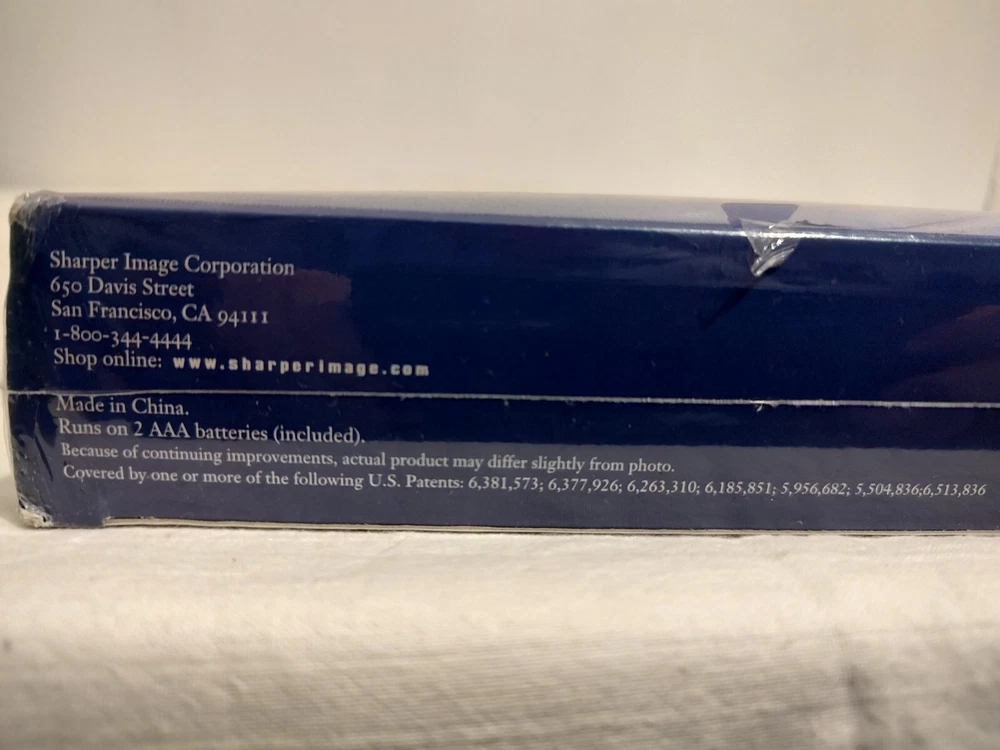 Sharper Image Corporation
650 Davis Street
San Francisco, CA 94111
1-800-344-4444
Shop online: www.sharperimage.com
Made in China.
Runs on 2 AAA batteries (included).
Because of continuing improvements, actual product may differ slightly from photo.
Covered by one or more of the following U.S. Patents: 6,381,573; 6,377,926; 6,263,310; 6,185,851; 5,956,682; 5,504,836;6,513,836